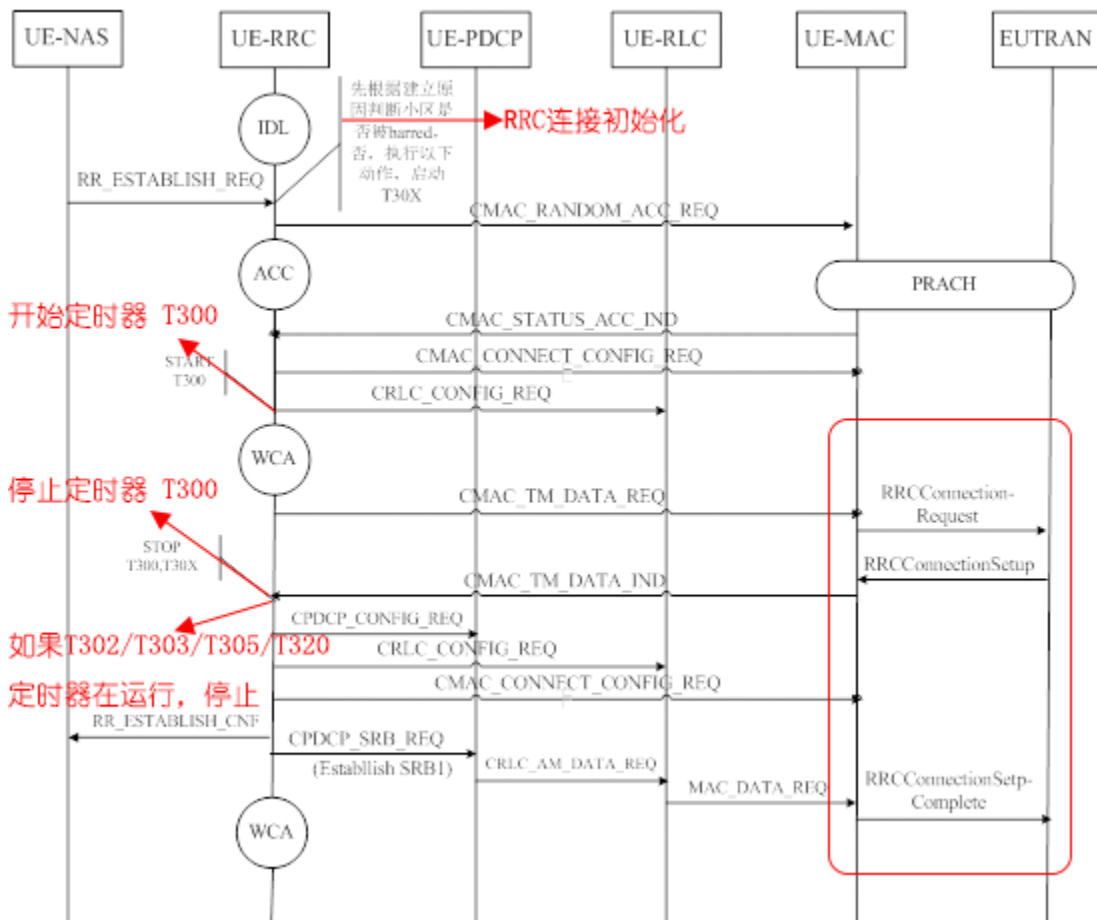 UE-NAS
UE-RRC
UE-PDCP
UE-RLC
UE-MAC
EUTRAN
先根据建立原
因判断小区是
否被barred,
否, 执行以下
动作, 启动
T30X
RRC连接初始化
IDL
RR_ESTABLISH_REQ
CMAC_RANDOM_ACC_REQ
ACC
PRACH
开始定时器 T300
CMAC_STATUS_ACC_IND
START
T300
CMAC_CONNECT_CONFIG_REQ
CRLC_CONFIG_REQ
WCA
停止定时器 T300
CMAC_TM_DATA_REQ
RRCConnection-
Request
STOP
T300,T30X
RRCConnectionSetup
CMAC_TM_DATA_IND
CPDCP_CONFIG_REQ
如果T302/T303/T305/T320
CRLC_CONFIG_REQ
定时器在运行, 停止
CMAC_CONNECT_CONFIG_REQ
RR_ESTABLISH_CNF
CPDCP_SRB_REQ
(Establlish SRB1)
CRLC_AM_DATA_REQ
MAC_DATA_REQ
RRCConnectionSetp-
Complete
WCA